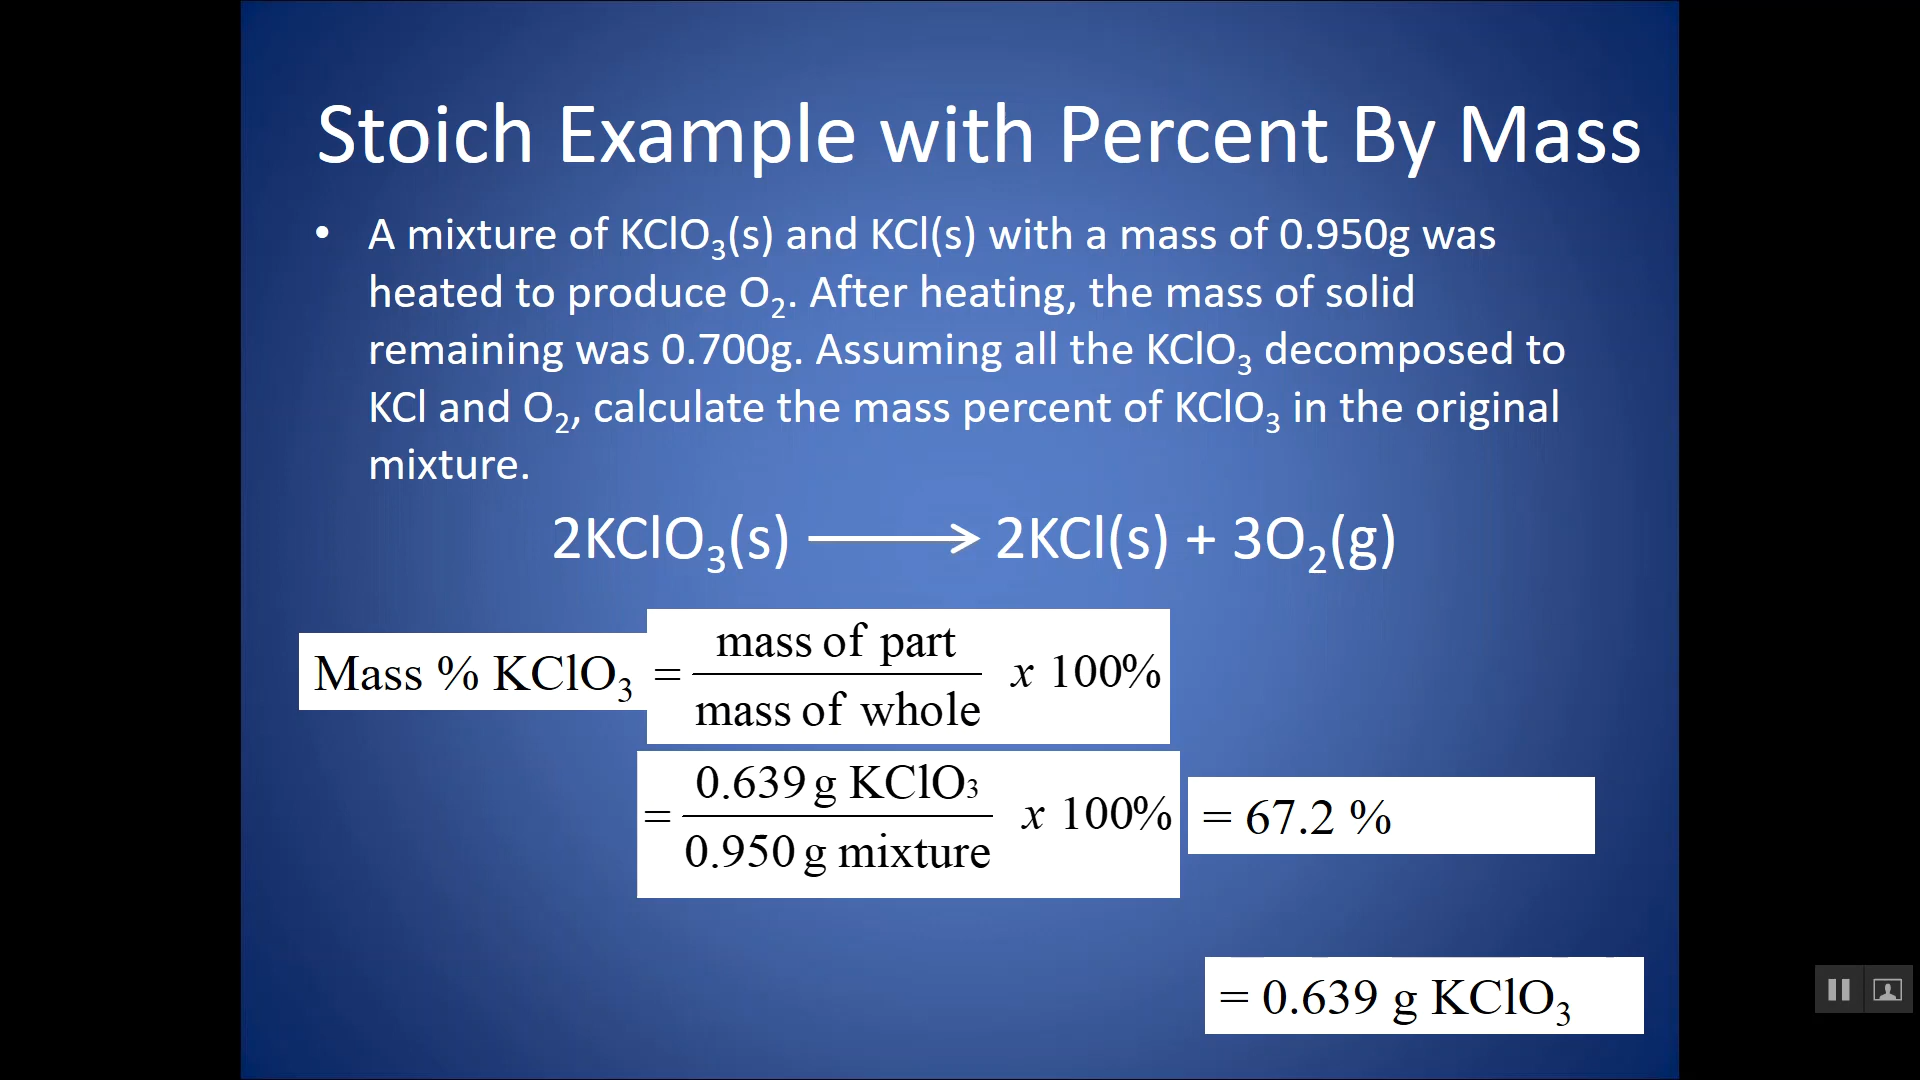 Stoich Example with Percent By Mass
• A mixture of KClO₃(s) and KCl(s) with a mass of 0.950g was
heated to produce O₂. After heating, the mass of solid
remaining was 0.700g. Assuming all the KClO₃ decomposed to
KCl and O₂, calculate the mass percent of KClO₃ in the original
mixture.
2KClO₃(s) ⟶ 2KCl(s) + 3O₂(g)
mass of part
Mass % KClO₃ = x 100%
mass of whole
0.639 g KClO₃
= x 100% = 67.2 %
0.950 g mixture
= 0.639 g KClO₃